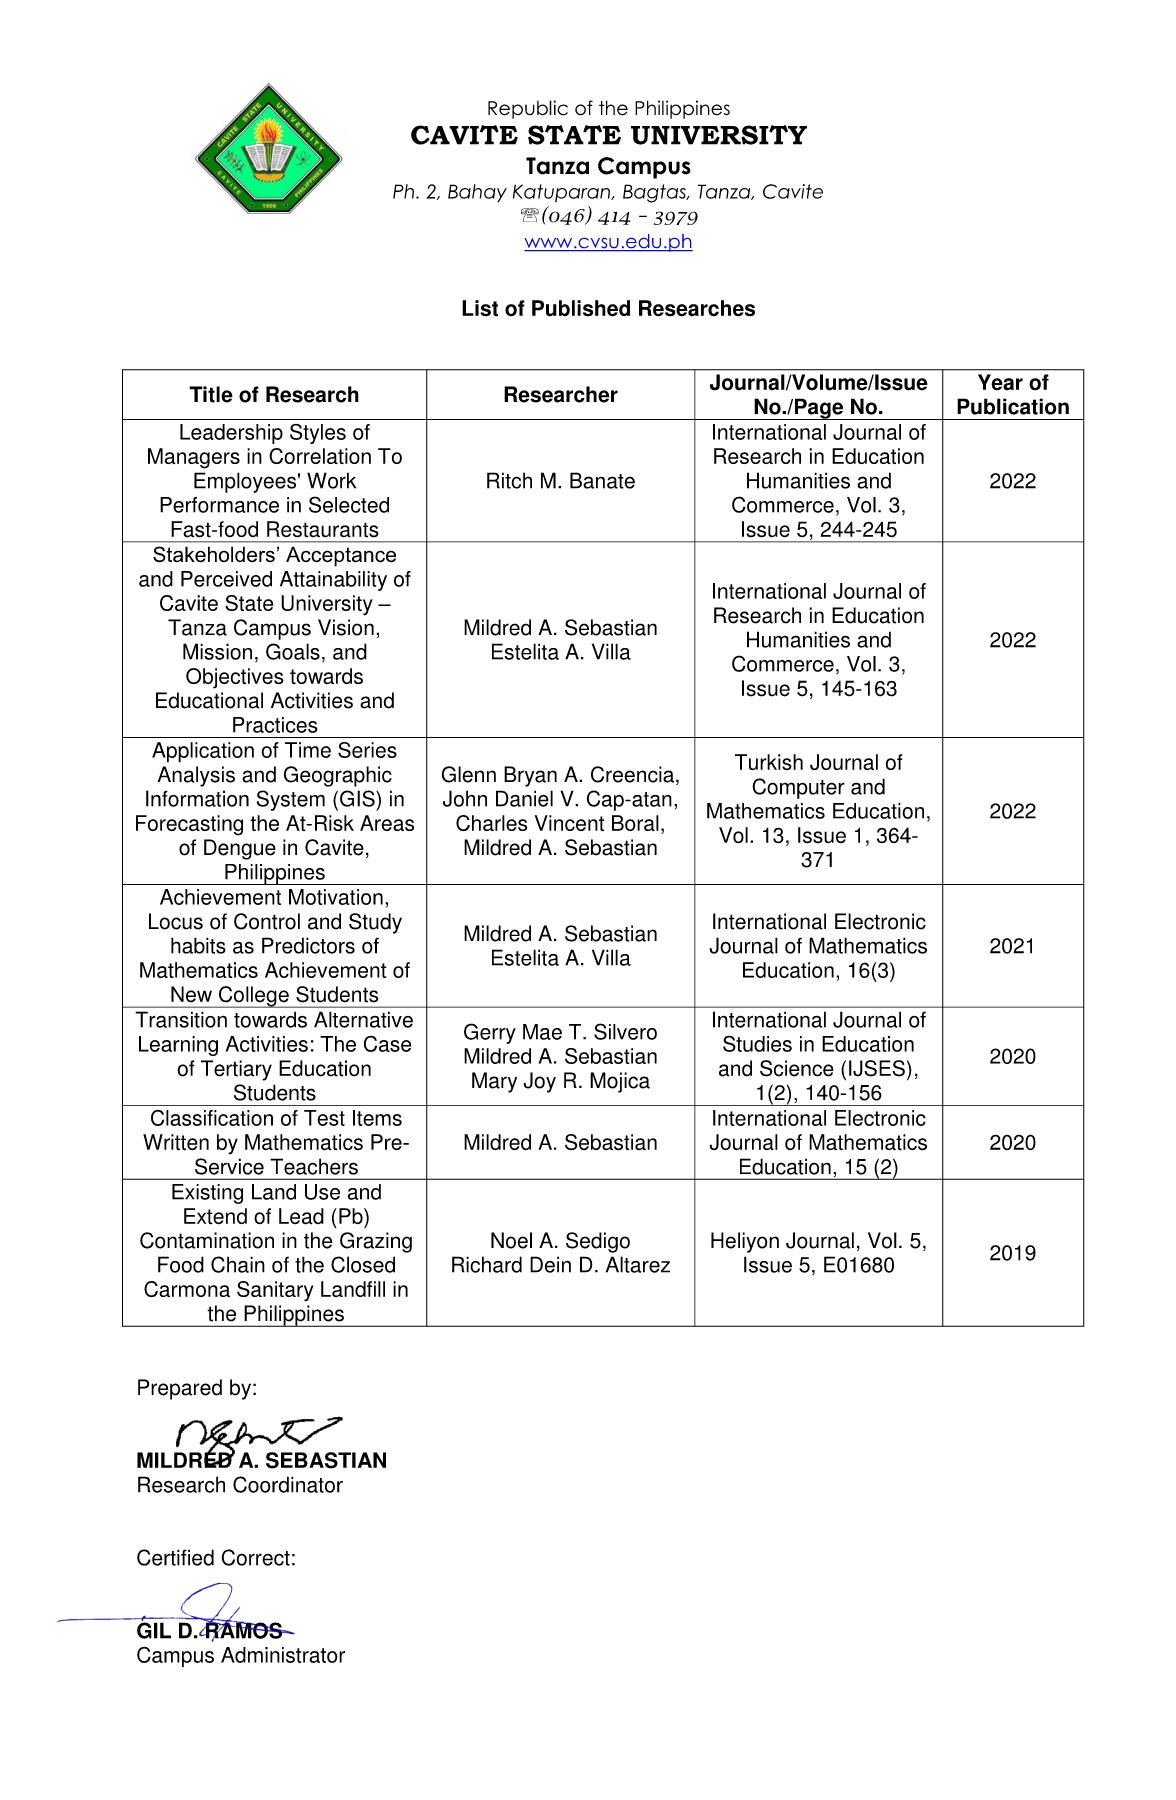 CAVITE STATE UNIVERSITY
CAVITE PHILIPPINES
1906
Republic of the Philippines
CAVITE STATE UNIVERSITY
Tanza Campus
Ph. 2, Bahay Katuparan, Bagtas, Tanza, Cavite
☏(046) 414 - 3979
www.cvsu.edu.ph
List of Published Researches
Title of Research
Researcher
Journal/Volume/Issue
No./Page No.
Year of
Publication
Leadership Styles of
Managers in Correlation To
Employees' Work
Performance in Selected
Fast-food Restaurants
Ritch M. Banate
International Journal of
Research in Education
Humanities and
Commerce, Vol. 3,
Issue 5, 244-245
2022
Stakeholders’ Acceptance
and Perceived Attainability of
Cavite State University –
Tanza Campus Vision,
Mission, Goals, and
Objectives towards
Educational Activities and
Practices
Mildred A. Sebastian
Estelita A. Villa
International Journal of
Research in Education
Humanities and
Commerce, Vol. 3,
Issue 5, 145-163
2022
Application of Time Series
Analysis and Geographic
Information System (GIS) in
Forecasting the At-Risk Areas
of Dengue in Cavite,
Philippines
Glenn Bryan A. Creencia,
John Daniel V. Cap-atan,
Charles Vincent Boral,
Mildred A. Sebastian
Turkish Journal of
Computer and
Mathematics Education,
Vol. 13, Issue 1, 364-
371
2022
Achievement Motivation,
Locus of Control and Study
habits as Predictors of
Mathematics Achievement of
New College Students
Mildred A. Sebastian
Estelita A. Villa
International Electronic
Journal of Mathematics
Education, 16(3)
2021
Transition towards Alternative
Learning Activities: The Case
of Tertiary Education
Students
Gerry Mae T. Silvero
Mildred A. Sebastian
Mary Joy R. Mojica
International Journal of
Studies in Education
and Science (IJSES),
1(2), 140-156
2020
Classification of Test Items
Written by Mathematics Pre-
Service Teachers
Mildred A. Sebastian
International Electronic
Journal of Mathematics
Education, 15 (2)
2020
Existing Land Use and
Extend of Lead (Pb)
Contamination in the Grazing
Food Chain of the Closed
Carmona Sanitary Landfill in
the Philippines
Noel A. Sedigo
Richard Dein D. Altarez
Heliyon Journal, Vol. 5,
Issue 5, E01680
2019
Prepared by:
MILDRED A. SEBASTIAN
Research Coordinator
Certified Correct:
GIL D. RAMOS
Campus Administrator